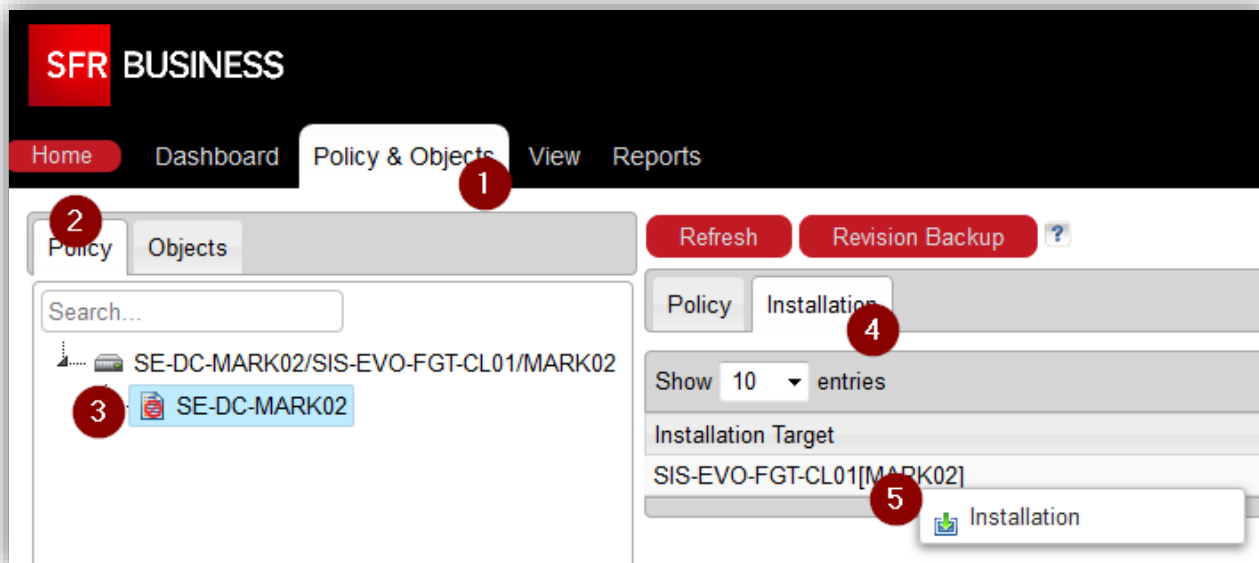 SFR BUSINESS
Home Dashboard Policy & Objects View Reports
1
2
Policy Objects
Refresh Revision Backup ?
Search...
Policy Installation
4
SE-DC-MARK02/SIS-EVO-FGT-CL01/MARK02
Show 10 entries
3 SE-DC-MARK02
Installation Target
SIS-EVO-FGT-CL01[MARK02]
5 Installation